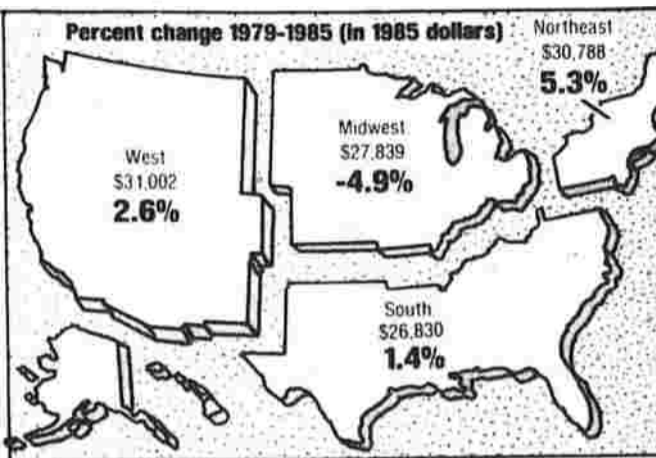 Percent change 1979-1985 (in 1985 dollars)
Northeast
$30,788
5.3%
Midwest
$27,839
-4.9%
West
$31,002
2.6%
South
$26,830
1.4%